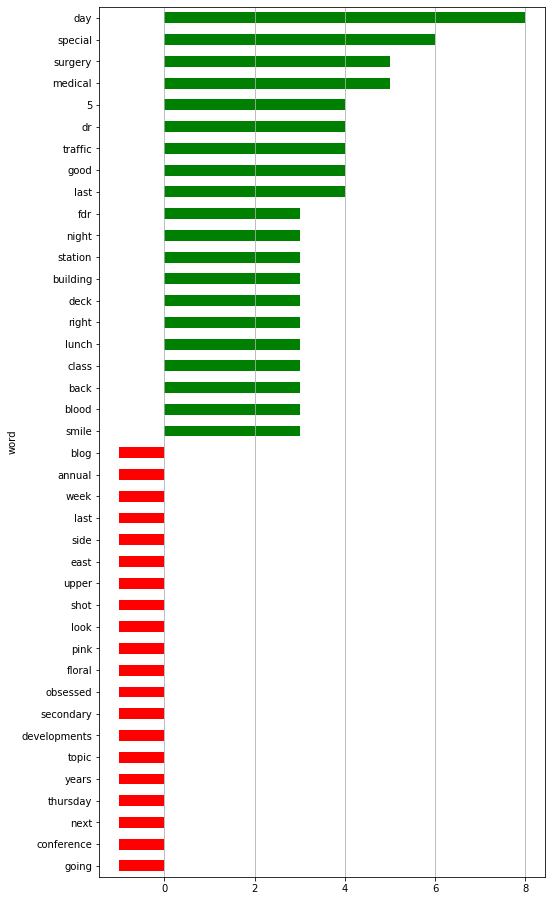 day
special
surgery
medical
5
dr
traffic
good
last
fdr
night
station
building
deck
right
lunch
class
back
blood
smile
word
blog
annual
week
last
side
east
upper
shot
look
pink
floral
obsessed
secondary
developments
topic
years
thursday
next
conference
going
0 2 4 6 8